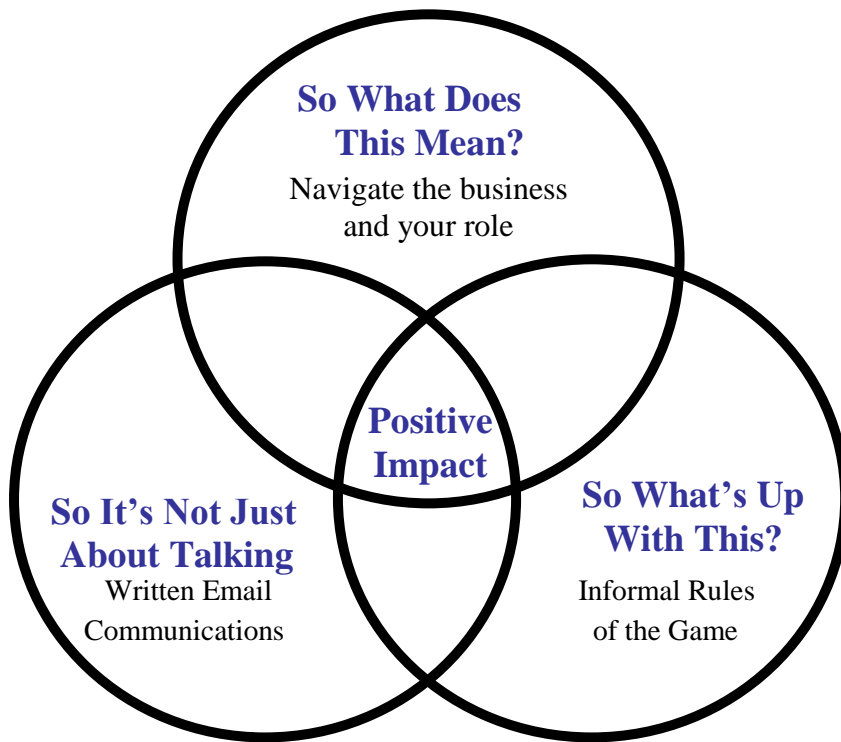 So What Does
This Mean?
Navigate the business
and your role
Positive
Impact
So It’s Not Just
About Talking
Written Email
Communications
So What’s Up
With This?
Informal Rules
of the Game